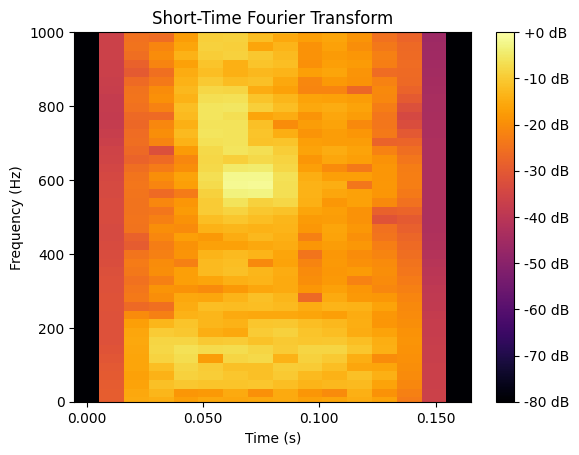 Short-Time Fourier Transform
1000
800
600
400
200
0
Frequency (Hz)
0.000
0.050
0.100
0.150
Time (s)
+0 dB
-10 dB
-20 dB
-30 dB
-40 dB
-50 dB
-60 dB
-70 dB
-80 dB